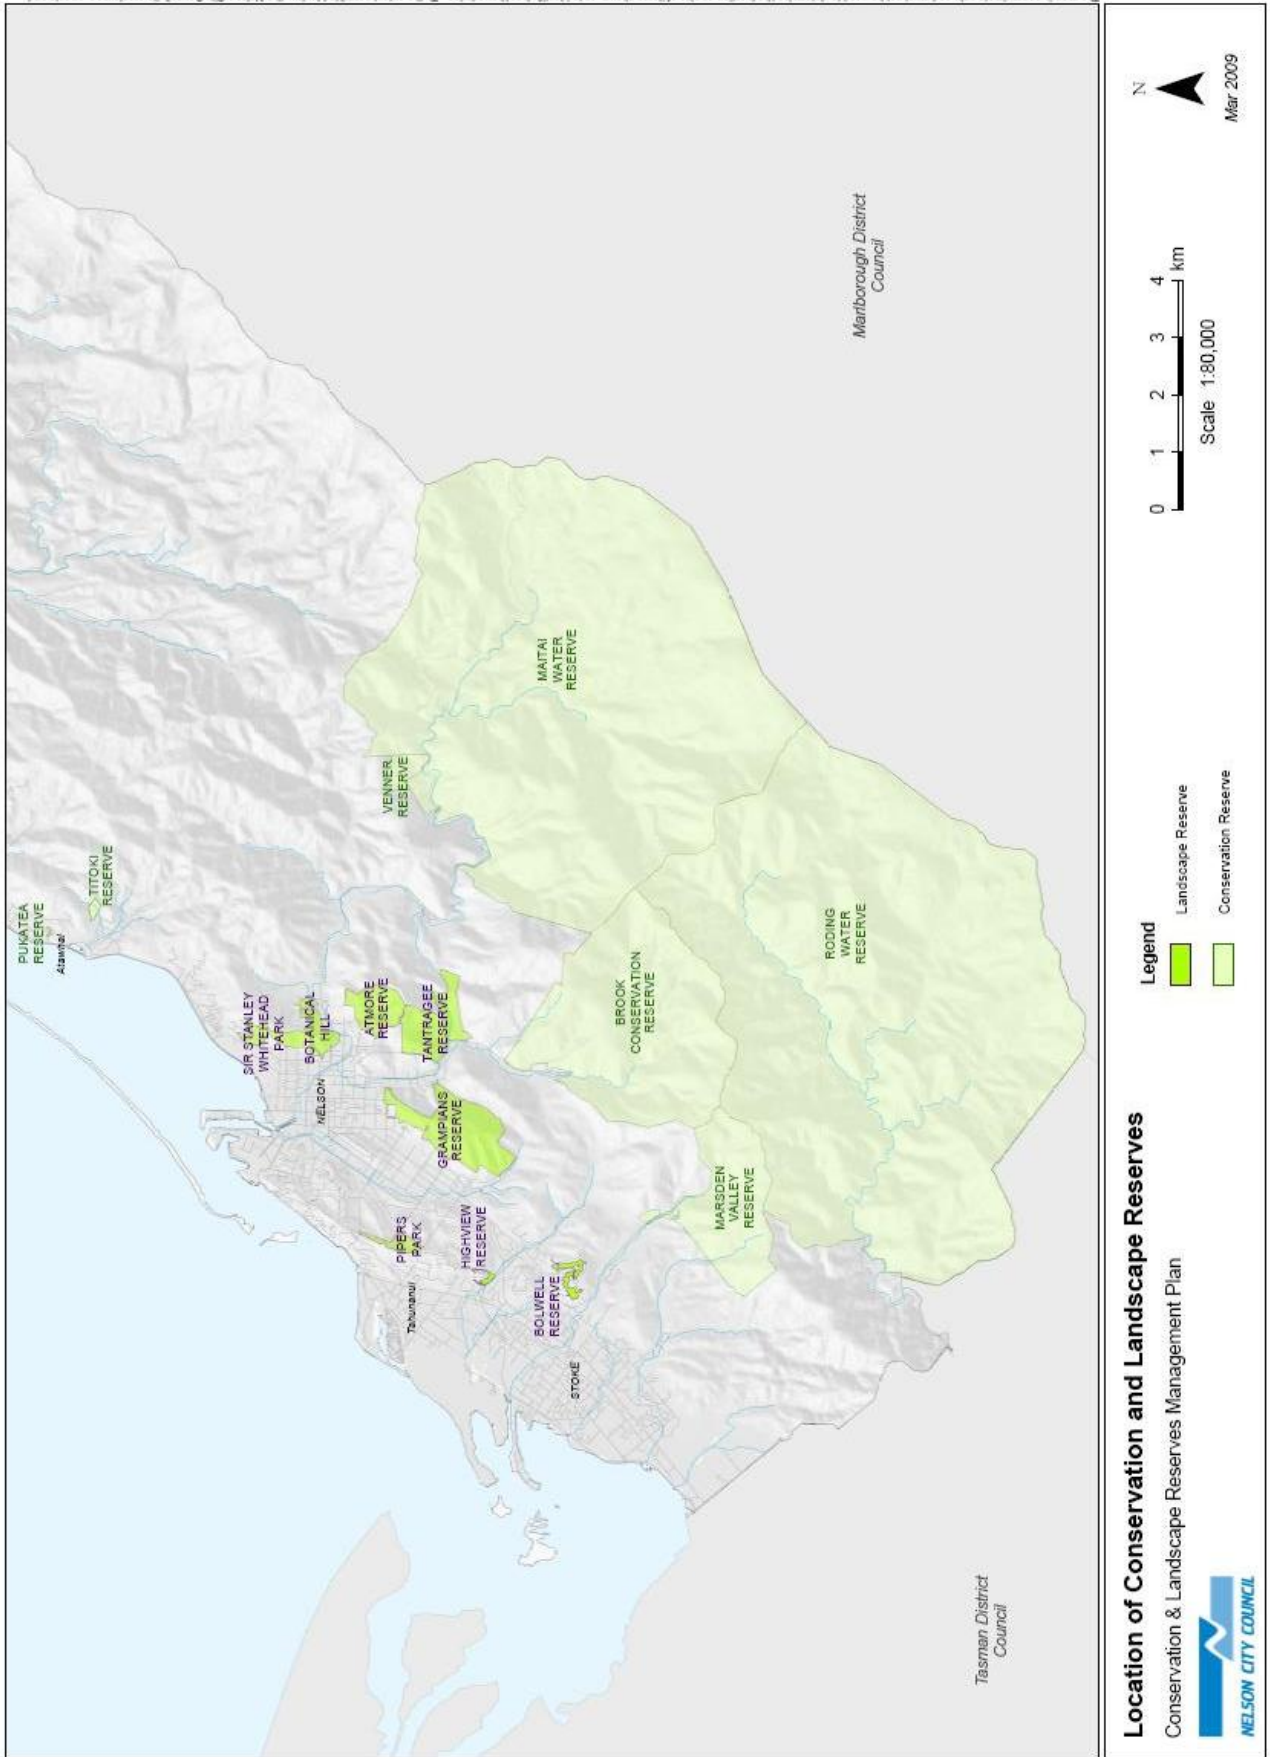 PUKATEA
RESERVE
Atawhai
TITOKI
RESERVE
SIR STANLEY
WHITEHEAD
PARK
BOTANICAL
HILL
NELSON
ATMORE
RESERVE
TANTRAGEE
RESERVE
VENNER
RESERVE
GRAMPIANS
RESERVE
PIPERS
PARK
Tahunanui
HIGHVIEW
RESERVE
BOLWELL
RESERVE
STOKE
MAITAI
WATER
RESERVE
BROOK
CONSERVATION
RESERVE
MARSDEN
VALLEY
RESERVE
RODING
WATER
RESERVE
Marlborough District
Council
Tasman District
Council
Location of Conservation and Landscape Reserves
Conservation & Landscape Reserves Management Plan
NELSON CITY COUNCIL
Legend
Landscape Reserve
Conservation Reserve
0 1 2 3 4
km
Scale 1:80,000
N
Mar 2009